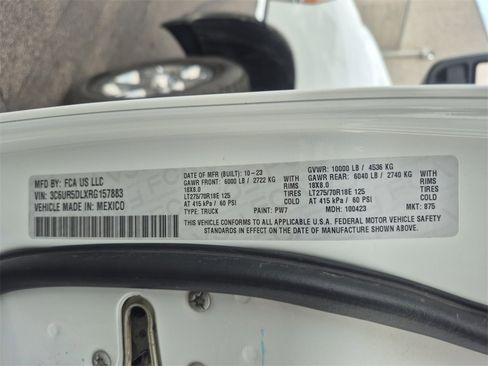 MFD BY: FCA US LLC
VIN: 3C6UR5DLXRG157883
VEHICLE MADE IN: MEXICO
DATE OF MFR (BUILT): 10-23
GVWR: 10000 LB / 4536 KG
GAWR FRONT: 6000 LB / 2722 KG WITH
GAWR REAR: 6040 LB / 2740 KG WITH
18X8.0 RIMS
18X8.0 RIMS
LT275/70R18E 125 TIRES
LT275/70R18E 125 TIRES
AT 415 kPa / 60 PSI COLD
AT 415 kPa / 60 PSI COLD
TYPE: TRUCK PAINT: PW7 MDH: 100423 MKT: 875
THIS VEHICLE CONFORMS TO ALL APPLICABLE U.S.A. FEDERAL MOTOR VEHICLE SAFETY
STANDARDS IN EFFECT ON THE DATE OF MANUFACTURE SHOWN ABOVE.